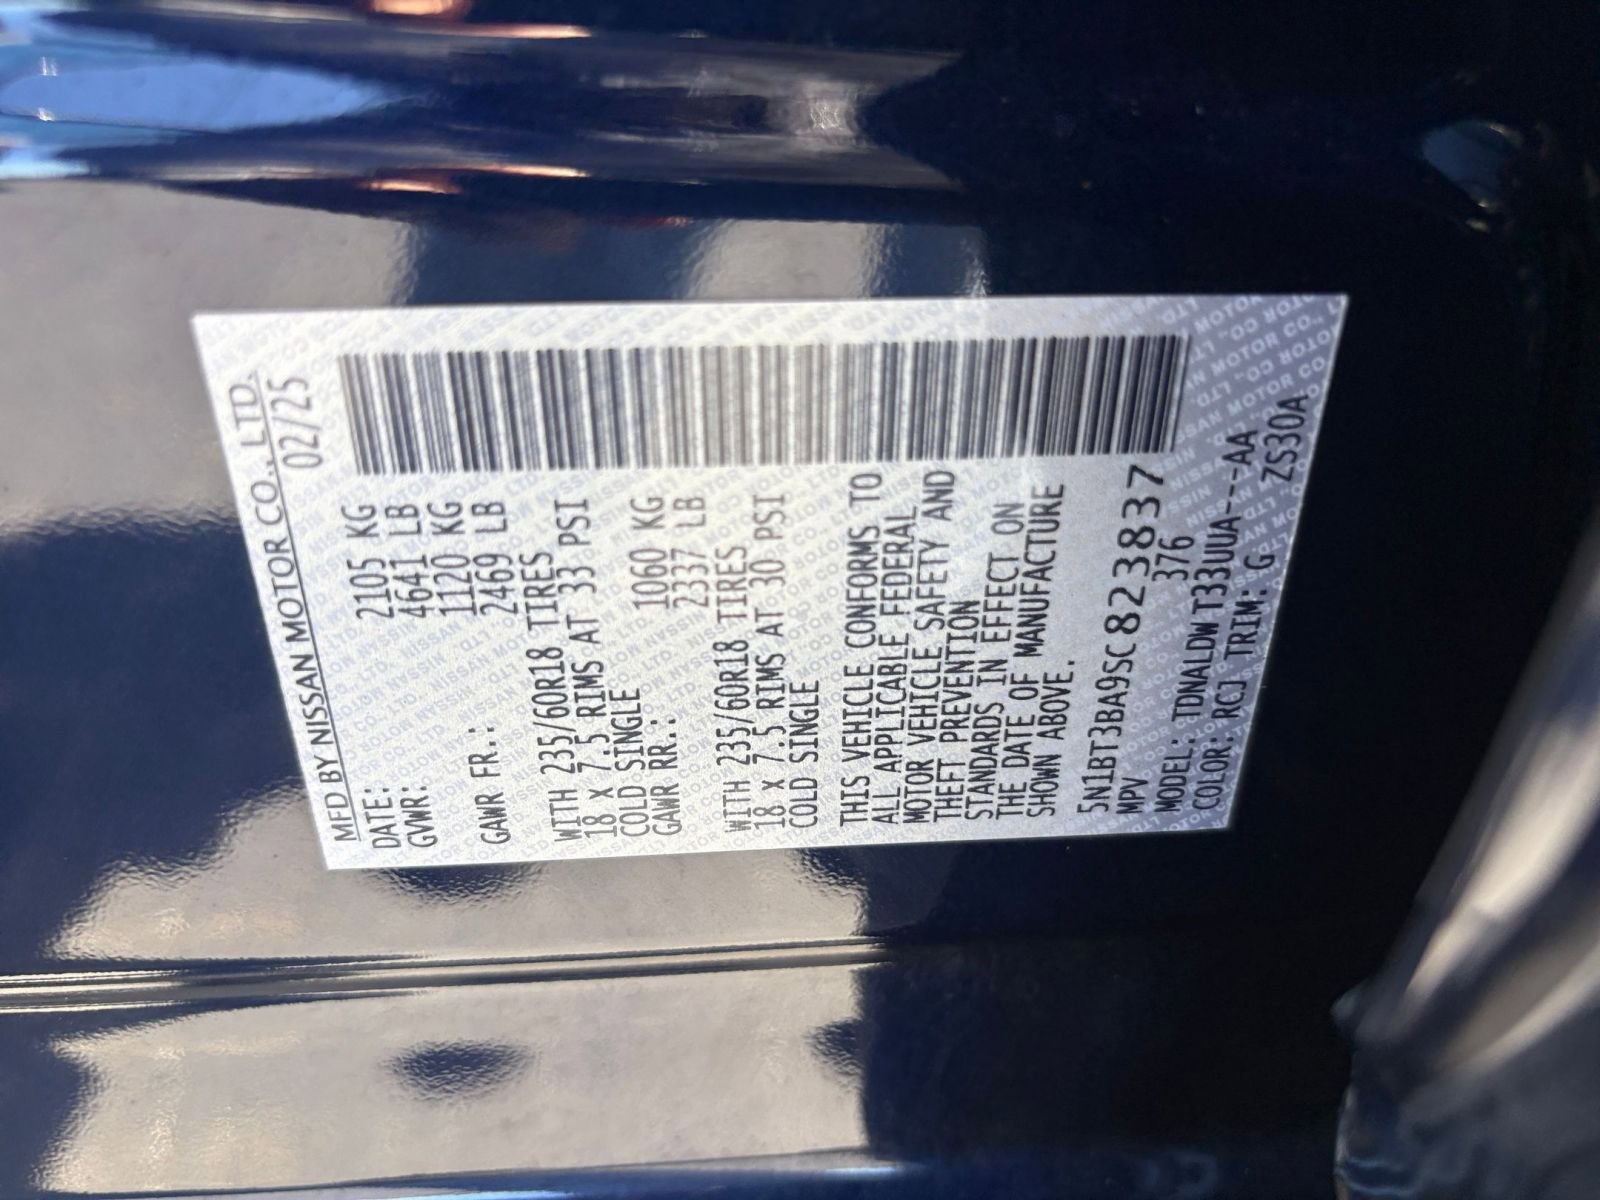 MFD BY NISSAN MOTOR CO., LTD.
DATE: 02/25
GVWR: 2105 KG
4641 LB
GAWR FR.: 1120 KG
2469 LB
WITH 235/60R18 TIRES
18 x 7.5 RIMS AT 33 PSI
COLD SINGLE
GAWR RR.: 1060 KG
2337 LB
WITH 235/60R18 TIRES
18 x 7.5 RIMS AT 30 PSI
COLD SINGLE
THIS VEHICLE CONFORMS TO
ALL APPLICABLE FEDERAL
MOTOR VEHICLE SAFETY AND
THEFT PREVENTION
STANDARDS IN EFFECT ON
THE DATE OF MANUFACTURE
SHOWN ABOVE.
5N1BT3BA9SC823837
MPV 376
MODEL: TDNALDW T33UUA---AA
COLOR: RCJ TRIM: G ZS30A